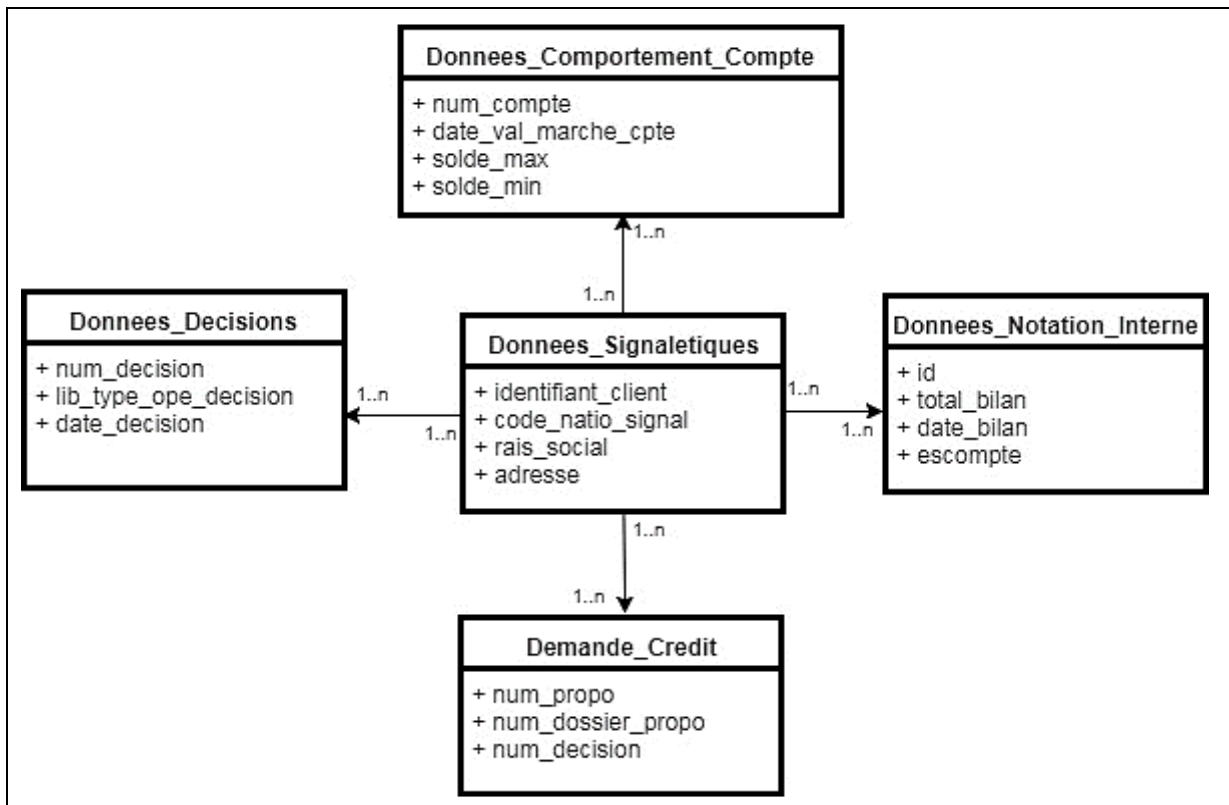 Donnees_Comportement_Compte
+ num_compte
+ date_val_marche_cpte
+ solde_max
+ solde_min
1..n
1..n
Donnees_Decisions
+ num_decision
+ lib_type_ope_decision
+ date_decision
1..n
1..n
Donnees_Signaletiques
+ identifiant_client
+ code_natio_signal
+ rais_social
+ adresse
1..n
1..n
Donnees_Notation_Interne
+ id
+ total_bilan
+ date_bilan
+ escompte
1..n
1..n
Demande_Credit
+ num_propo
+ num_dossier_propo
+ num_decision